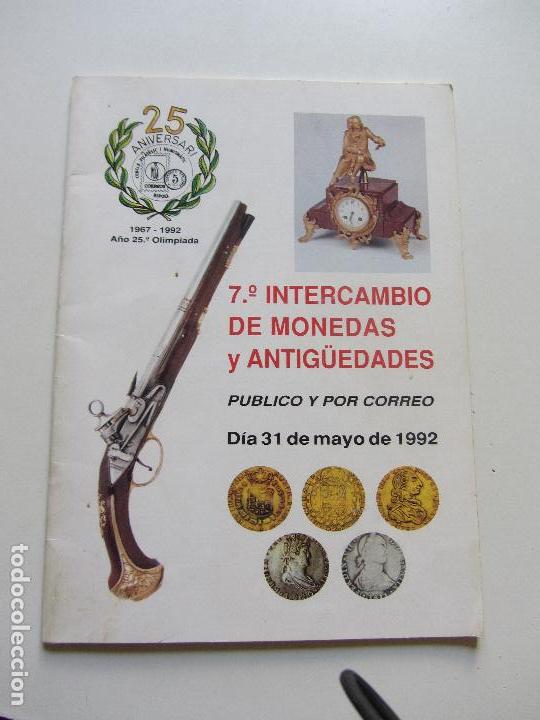 25
ANIVERSARI
1967 - 1992
Año 25.ª Olimpiada
7.º INTERCAMBIO
DE MONEDAS
y ANTIGÜEDADES
PUBLICO Y POR CORREO
Día 31 de mayo de 1992
todocoleccion.net